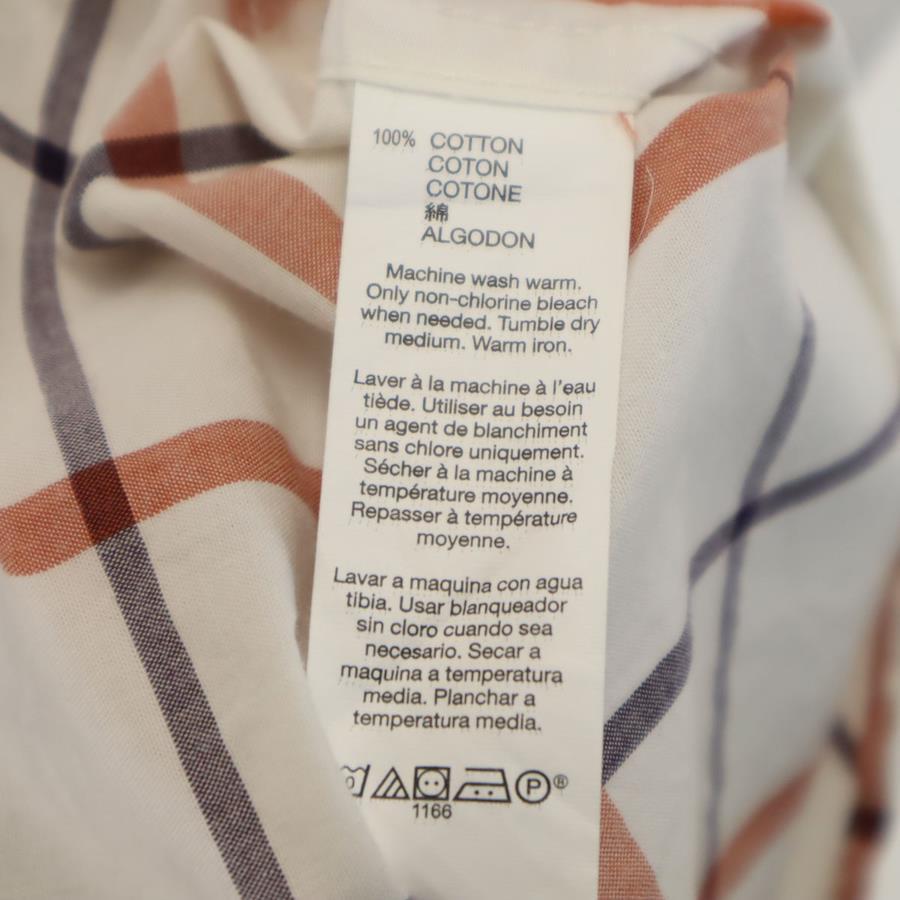 100% COTTON
COTON
COTONE
綿
ALGODON
Machine wash warm.
Only non-chlorine bleach
when needed. Tumble dry
medium. Warm iron.
Laver à la machine à l'eau
tiède. Utiliser au besoin
un agent de blanchiment
sans chlore uniquement.
Sécher à la machine à
température moyenne.
Repasser à température
moyenne.
Lavar a maquina con agua
tibia. Usar blanqueador
sin cloro cuando sea
necesario. Secar a
maquina a temperatura
media. Planchar a
temperatura media.
P ®
1166